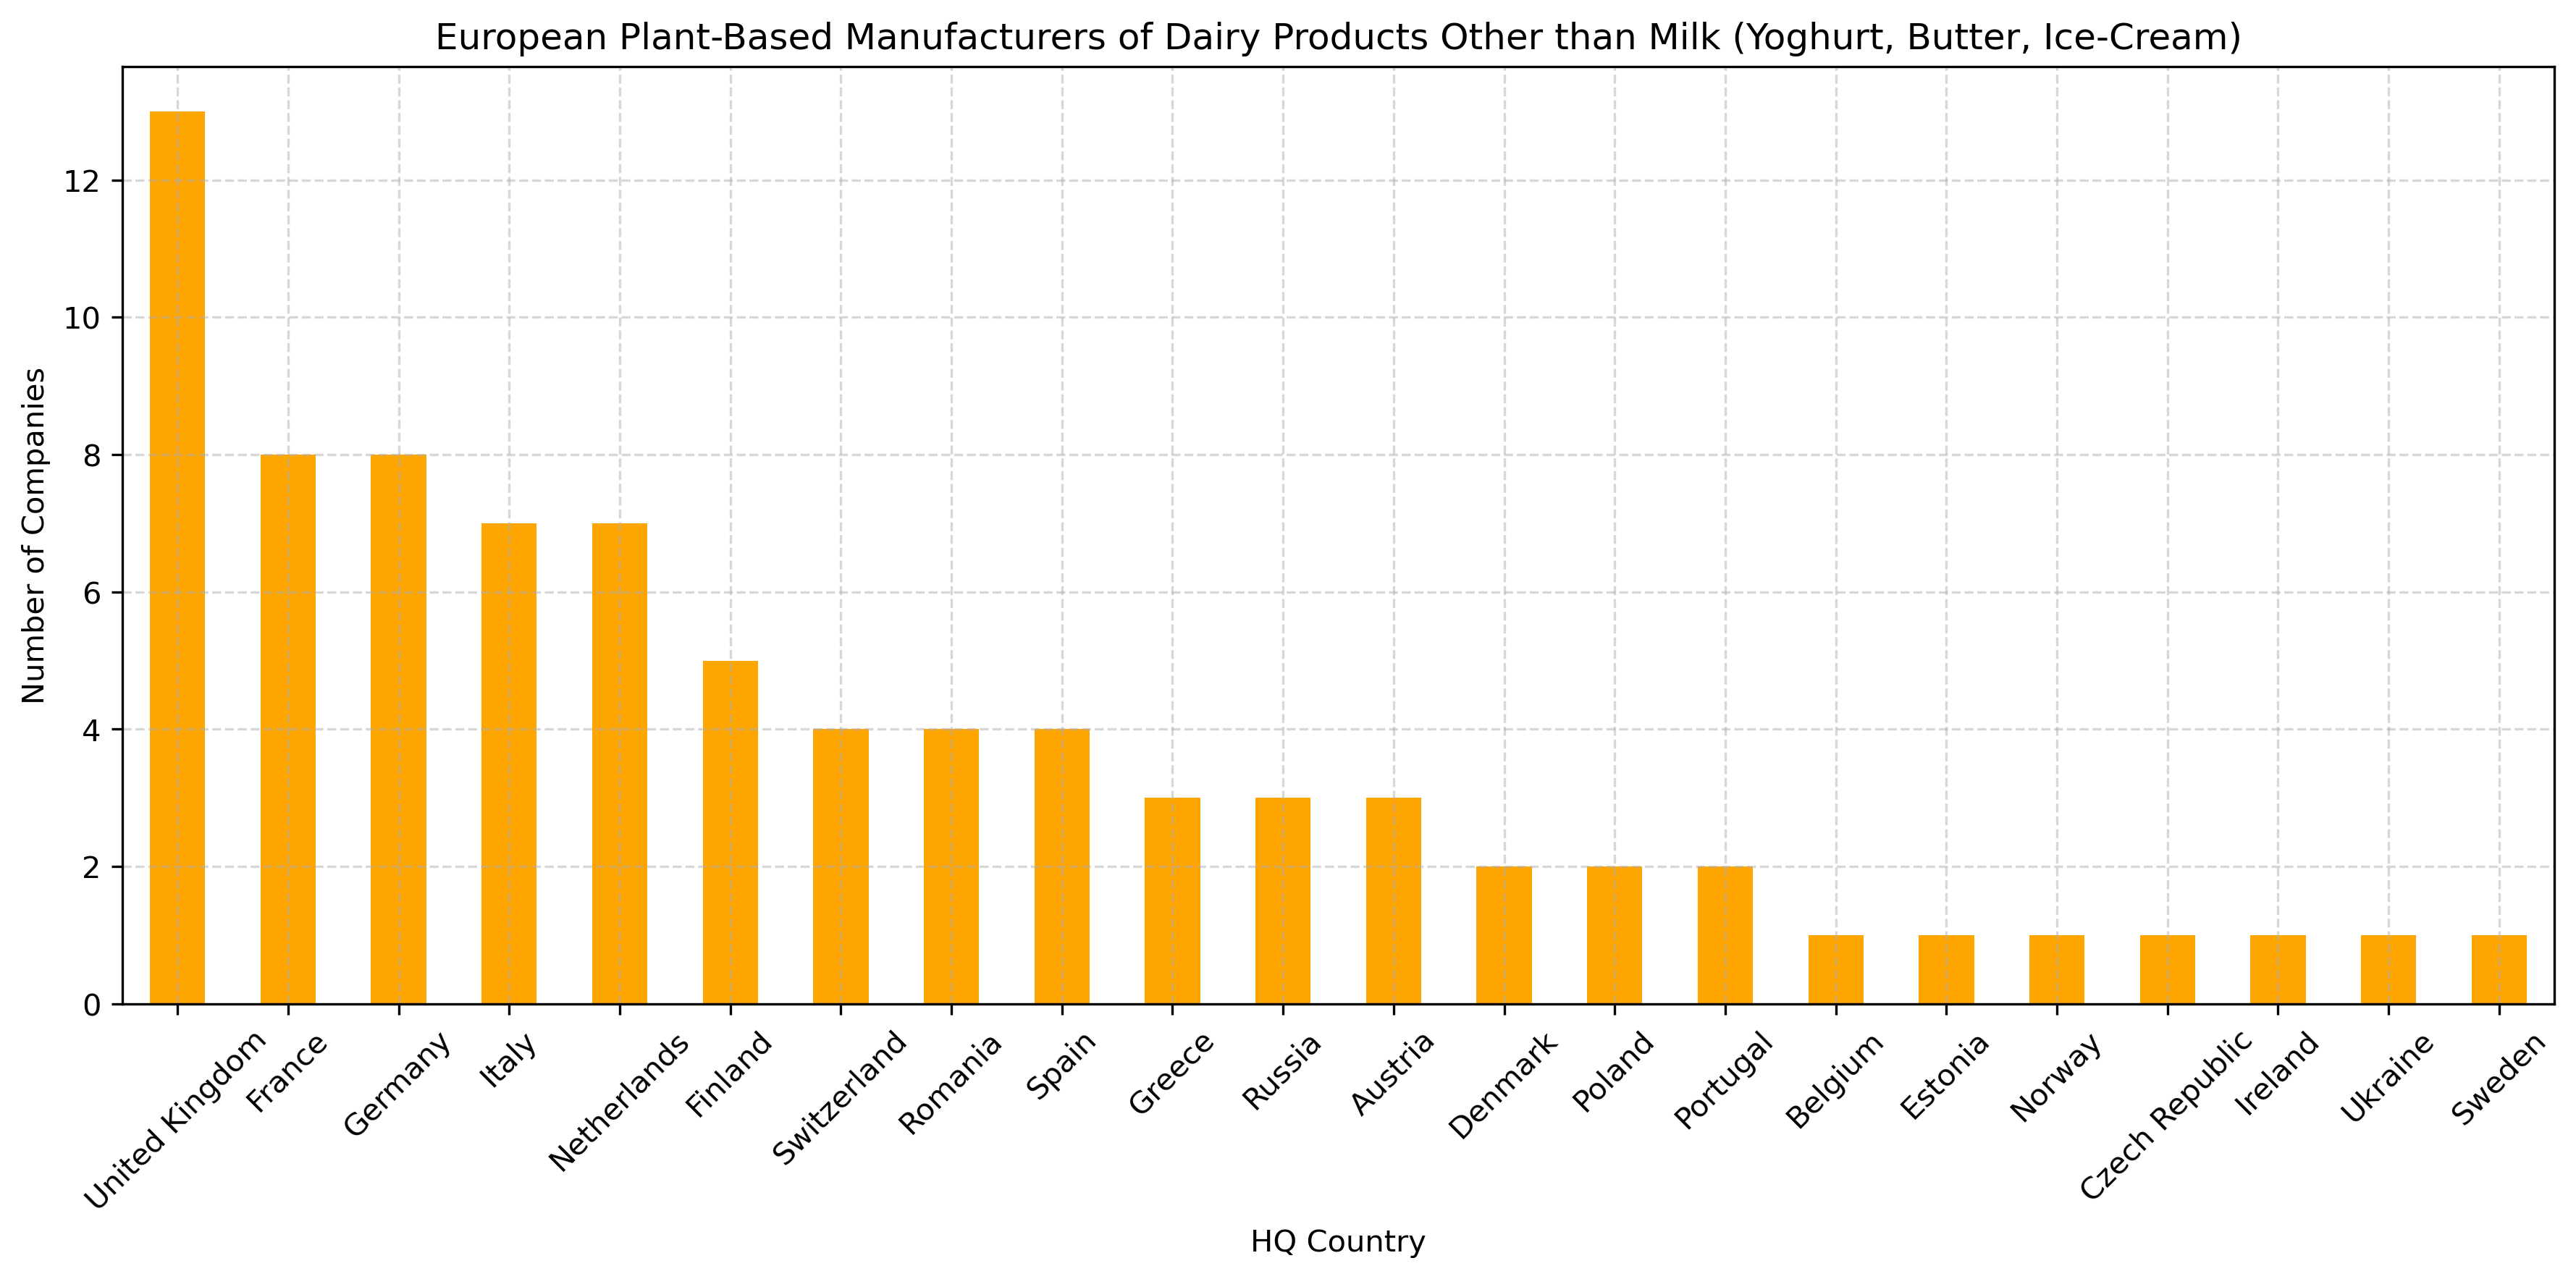 European Plant-Based Manufacturers of Dairy Products Other than Milk (Yoghurt, Butter, Ice-Cream)
Number of Companies
12
10
8
6
4
2
0
United Kingdom
France
Germany
Italy
Netherlands
Finland
Switzerland
Romania
Spain
Greece
Russia
Austria
Denmark
Poland
Portugal
Belgium
Estonia
Norway
Czech Republic
Ireland
Ukraine
Sweden
HQ Country